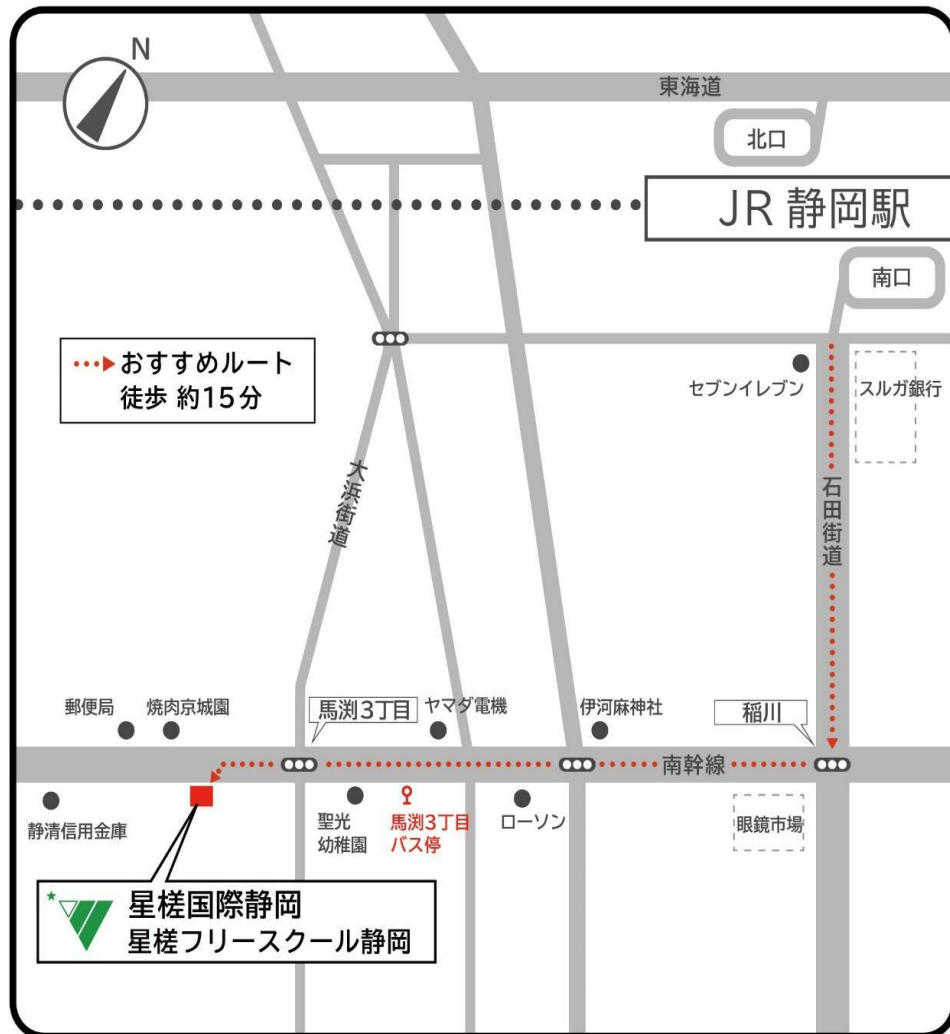 N
東海道
北口
JR 静岡駅
南口
おすすめルート
徒歩 約15分
セブンイレブン
スルガ銀行
大浜街道
石田街道
郵便局
焼肉京城園
馬渕3丁目
ヤマダ電機
伊河麻神社
稲川
南幹線
静清信用金庫
聖光
幼稚園
馬渕3丁目
バス停
ローソン
眼鏡市場
星槎国際静岡
星槎フリースクール静岡